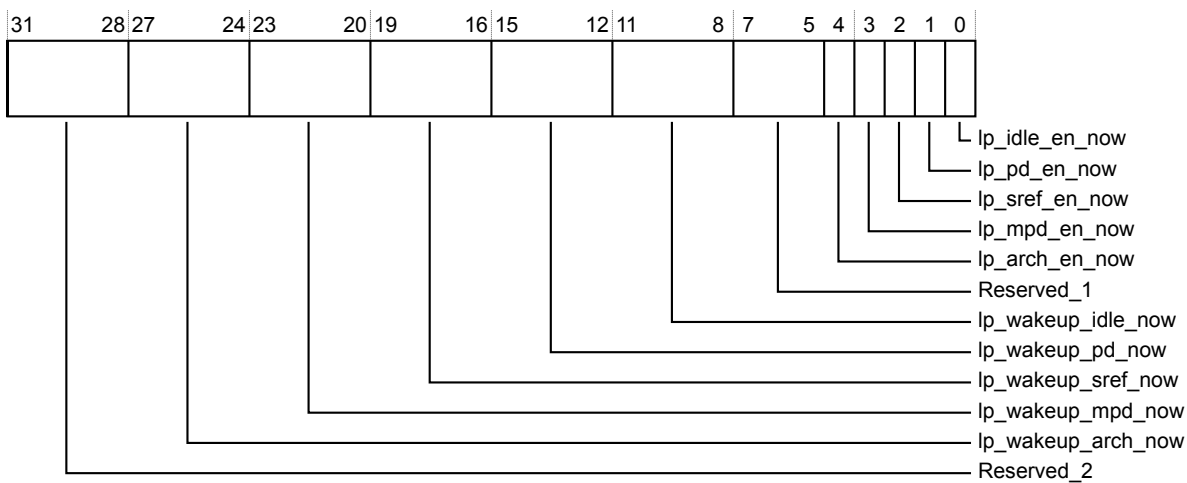 31 28 27 24 23 20 19 16 15 12 11 8 7 5 4 3 2 1 0
lp_idle_en_now
lp_pd_en_now
lp_sref_en_now
lp_mpd_en_now
lp_arch_en_now
Reserved_1
lp_wakeup_idle_now
lp_wakeup_pd_now
lp_wakeup_sref_now
lp_wakeup_mpd_now
lp_wakeup_arch_now
Reserved_2